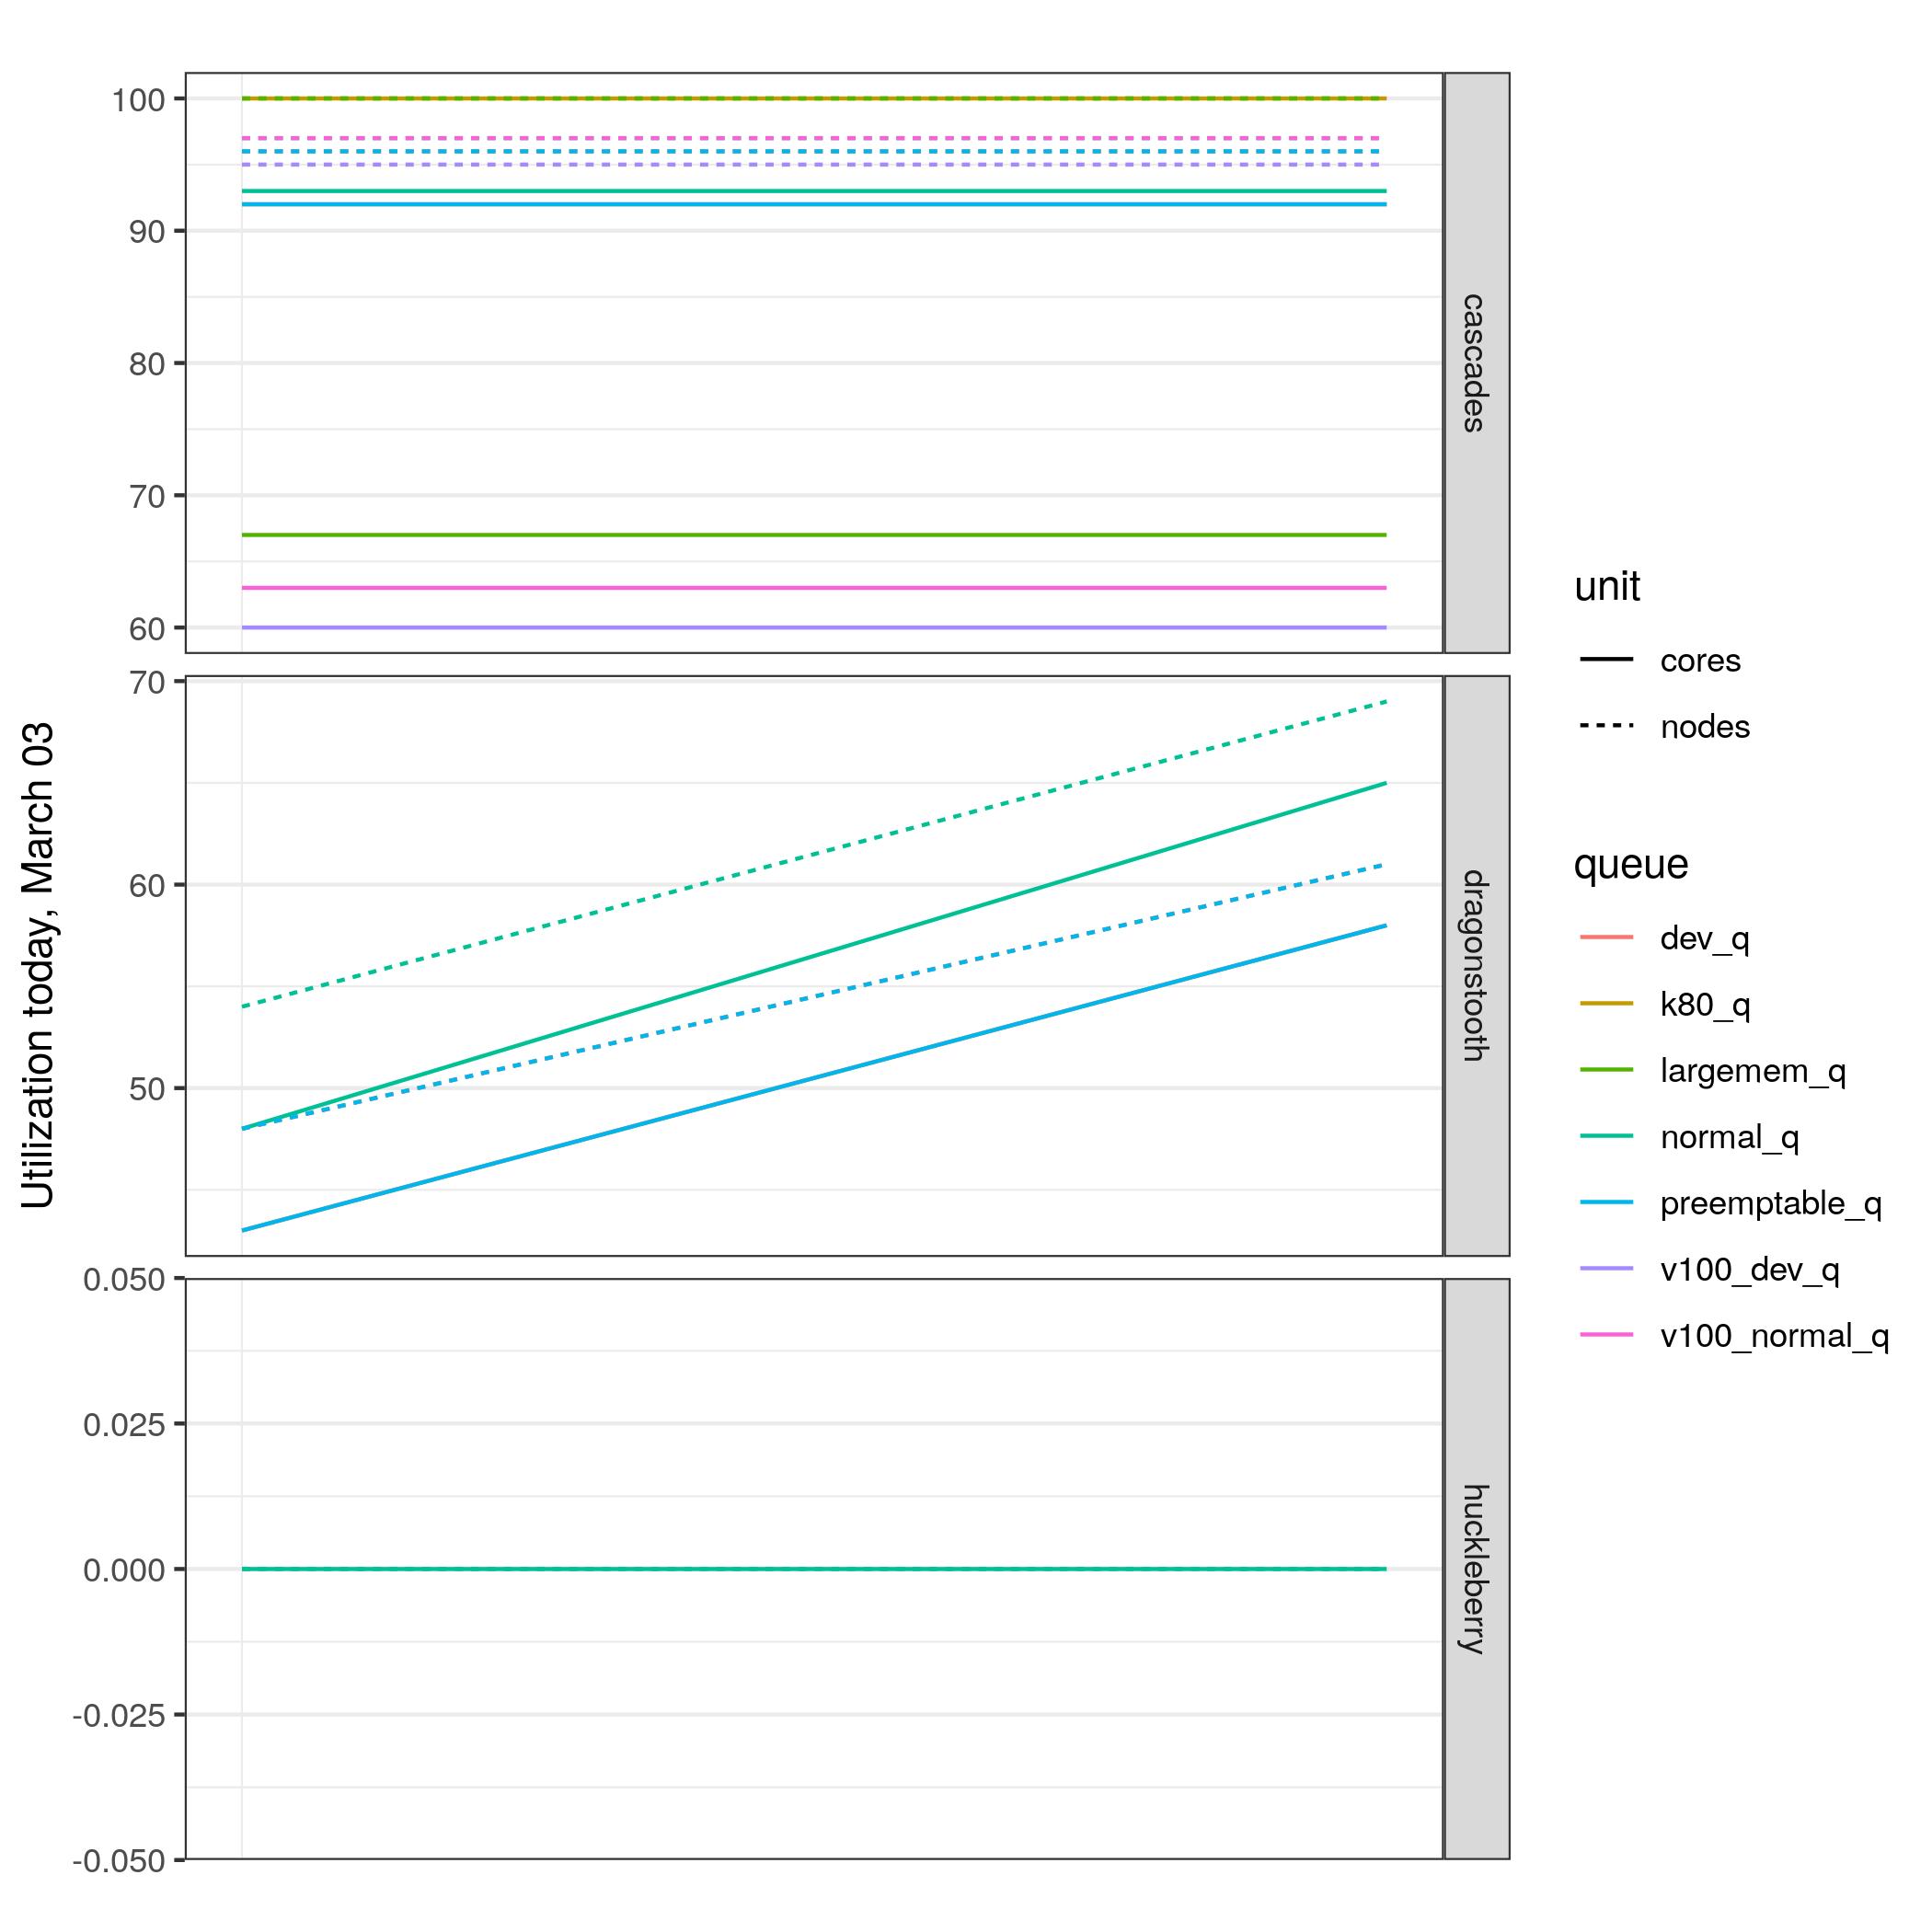 Utilization today, March 03
100
90
80
70
60
cascades
70
60
50
dragonstooth
0.050
0.025
0.000
-0.025
-0.050
huckleberry
unit
cores
nodes
queue
dev_q
k80_q
largemem_q
normal_q
preemptable_q
v100_dev_q
v100_normal_q